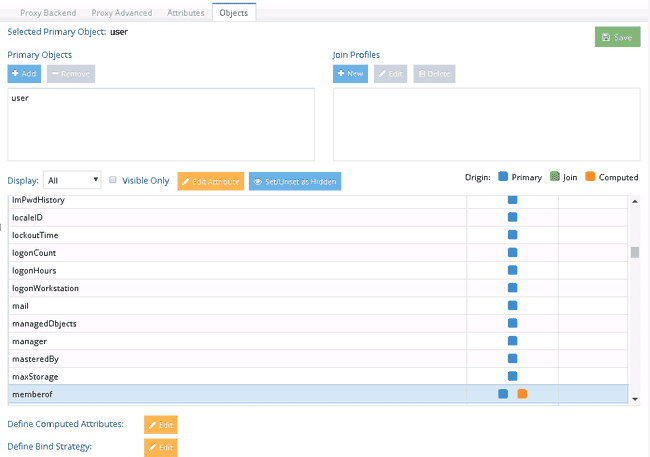 Proxy Backend Proxy Advanced Attributes Objects
Selected Primary Object: user
Save
Primary Objects Join Profiles
Add Remove New Edit Delete
user
Display: All Visible Only Edit Attribute Set/Unset as Hidden Origin: Primary Join Computed
lmPwdHistory
localeID
lockoutTime
logonCount
logonHours
logonWorkstation
mail
managedObjects
manager
masteredBy
maxStorage
memberof
Define Computed Attributes: Edit
Define Bind Strategy: Edit